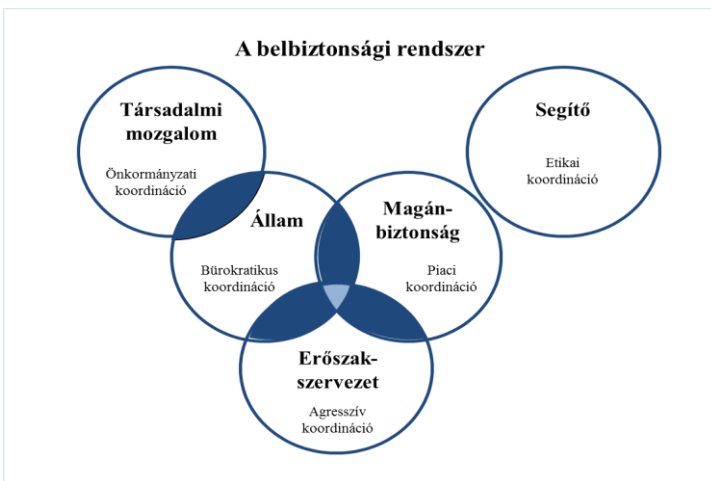 A belbiztonsági rendszer
Társadalmi
mozgalom
Önkormányzati
koordináció
Segítő
Etikai
koordináció
Állam
Bürokratikus
koordináció
Magán-
biztonság
Piaci
koordináció
Erőszak-
szervezet
Agresszív
koordináció